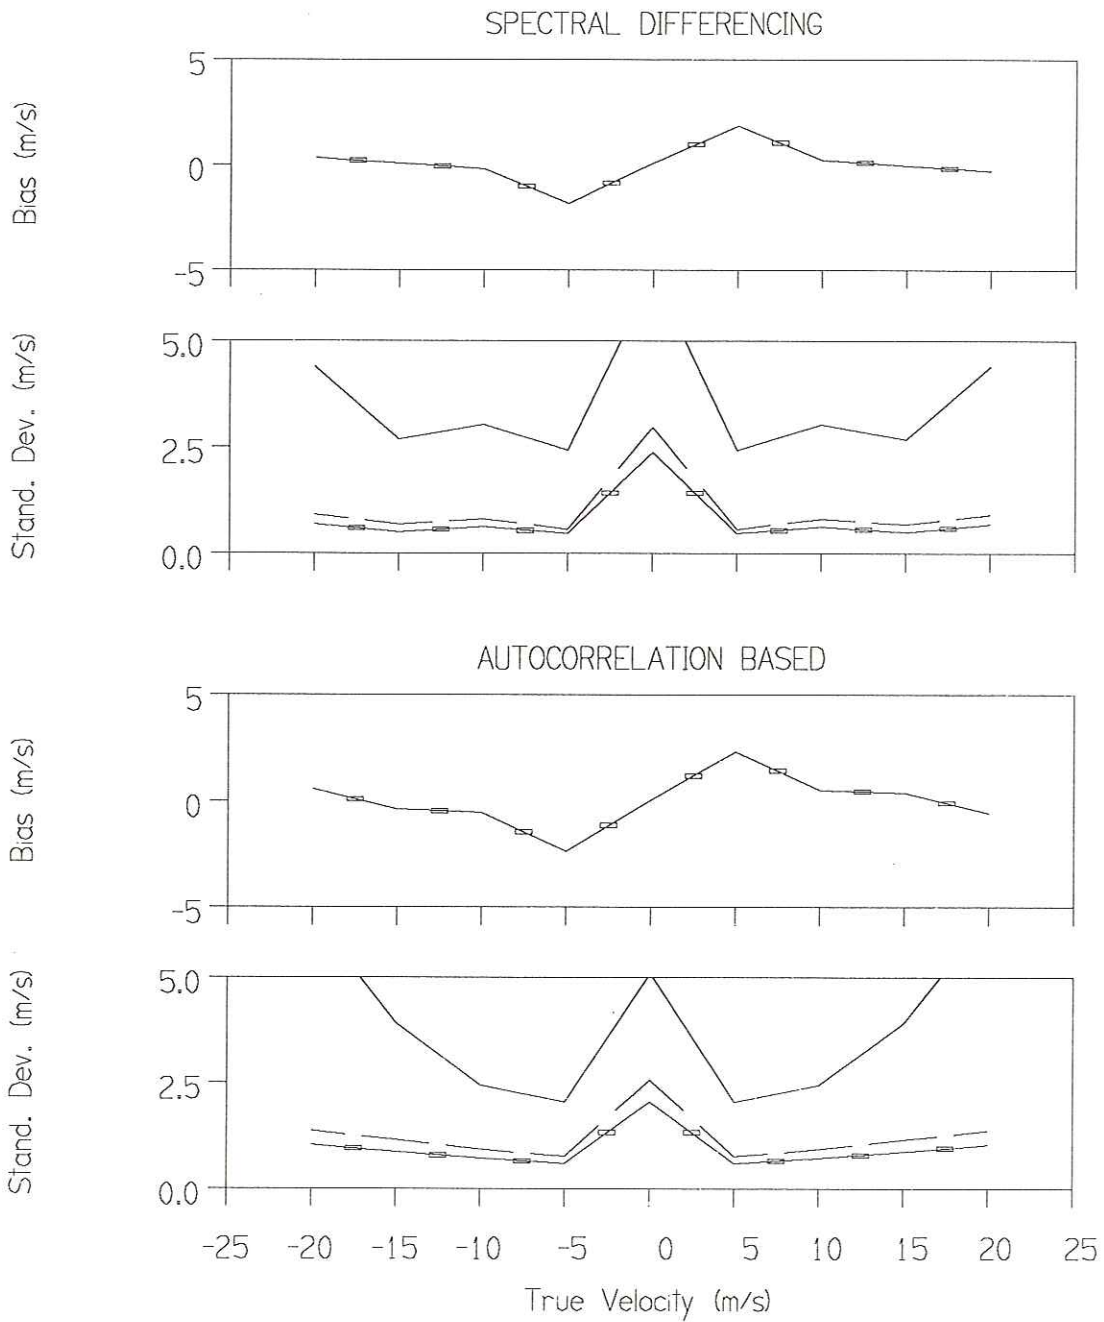 SPECTRAL DIFFERENCING
Bias (m/s)
5
0
-5
Stand. Dev. (m/s)
5.0
2.5
0.0
AUTOCORRELATION BASED
Bias (m/s)
5
0
-5
Stand. Dev. (m/s)
5.0
2.5
0.0
-25 -20 -15 -10 -5 0 5 10 15 20 25
True Velocity (m/s)